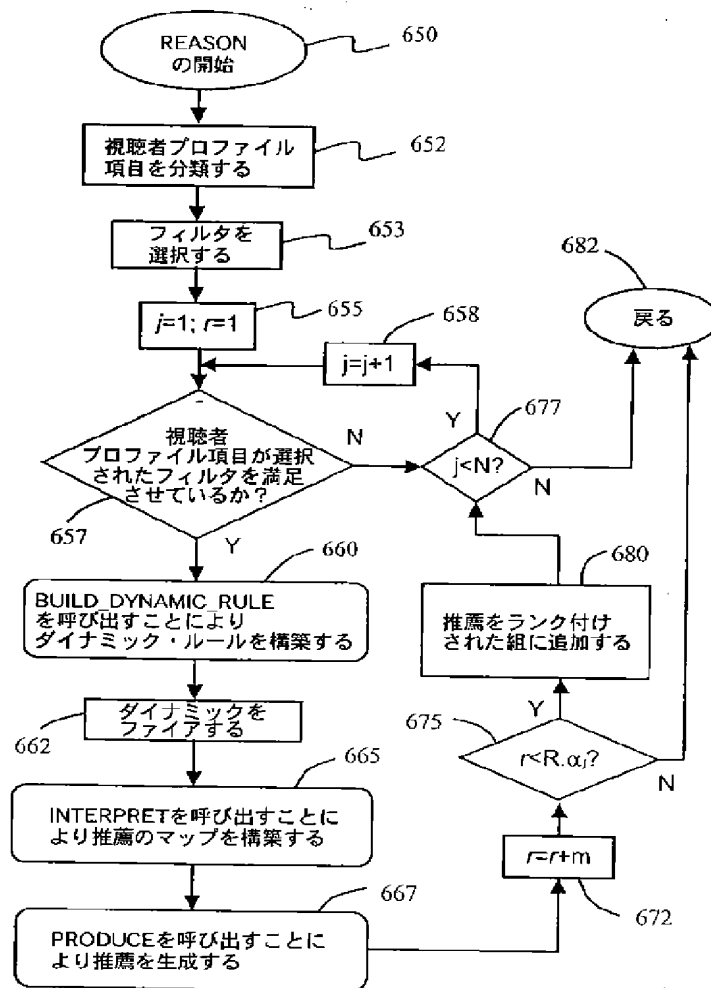 REASON
の開始
650
視聴者プロファイル
項目を分類する
652
フィルタを
選択する
653
j=1; r=1
655
658
j=j+1
682
戻る
視聴者
プロファイル項目が選択
されたフィルタを満足
させているか？
657
N
Y
677
j<N?
Y
N
660
BUILD_DYNAMIC_RULE
を呼び出すことにより
ダイナミック・ルールを構築する
680
推薦をランク付け
された組に追加する
662
ダイナミックを
ファイアする
675
Y
r<R.αj?
N
665
INTERPRETを呼び出すことに
より推薦のマップを構築する
r=r+m
672
667
PRODUCEを呼び出すことに
より推薦を生成する